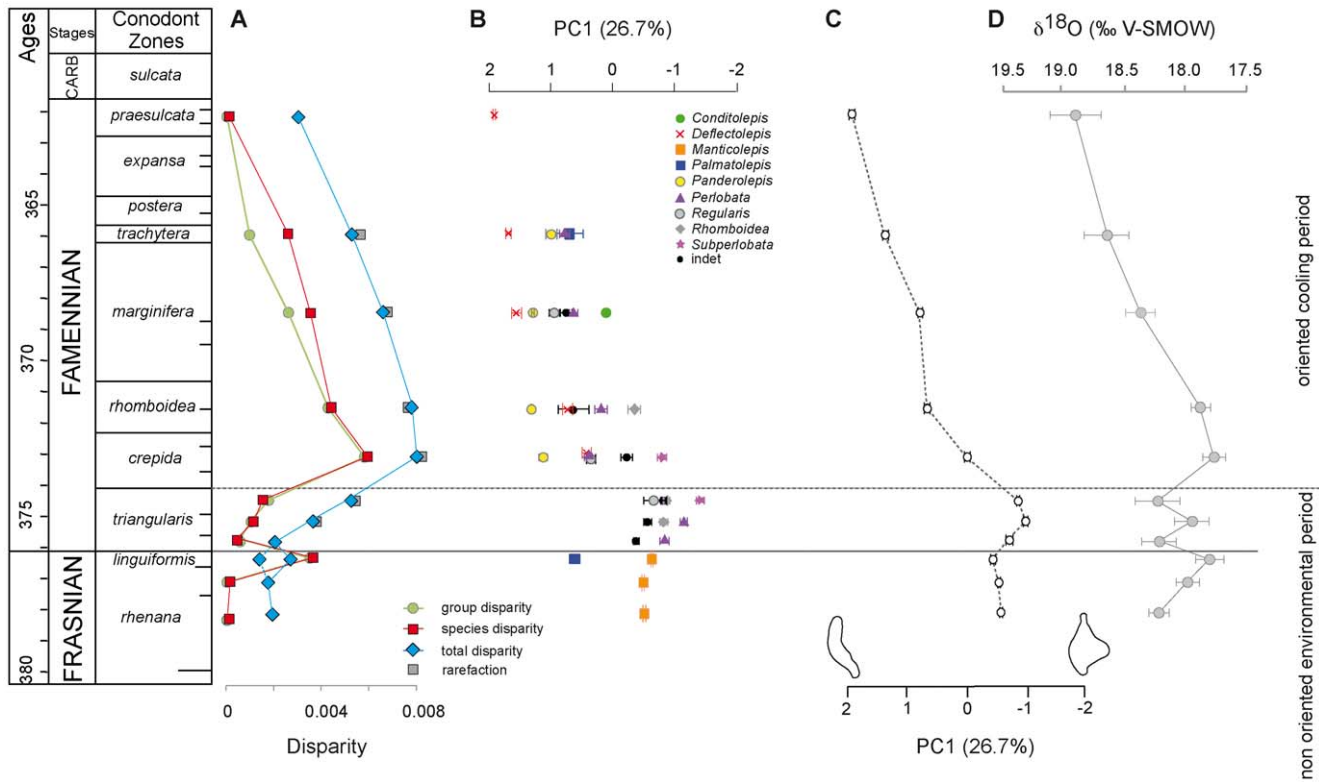 Ages
Stages
Conodont
Zones
CARB
FAMENNIAN
FRASNIAN
365
370
375
380
sulcata
praesulcata
expansa
postera
trachytera
marginifera
rhomboidea
crepida
triangularis
linguiformis
rhenana
A
group disparity
species disparity
total disparity
rarefaction
0 0.004 0.008
Disparity
B
PC1 (26.7%)
2 1 0 -1 -2
Conditolepis
Deflectolepis
Manticolepis
Palmatolepis
Panderolepis
Perlobata
Regularis
Rhomboidea
Subperlobata
indet
C
2 1 0 -1 -2
PC1 (26.7%)
D
δ18O (‰ V-SMOW)
19.5 19.0 18.5 18.0 17.5
oriented cooling period
non oriented environmental period